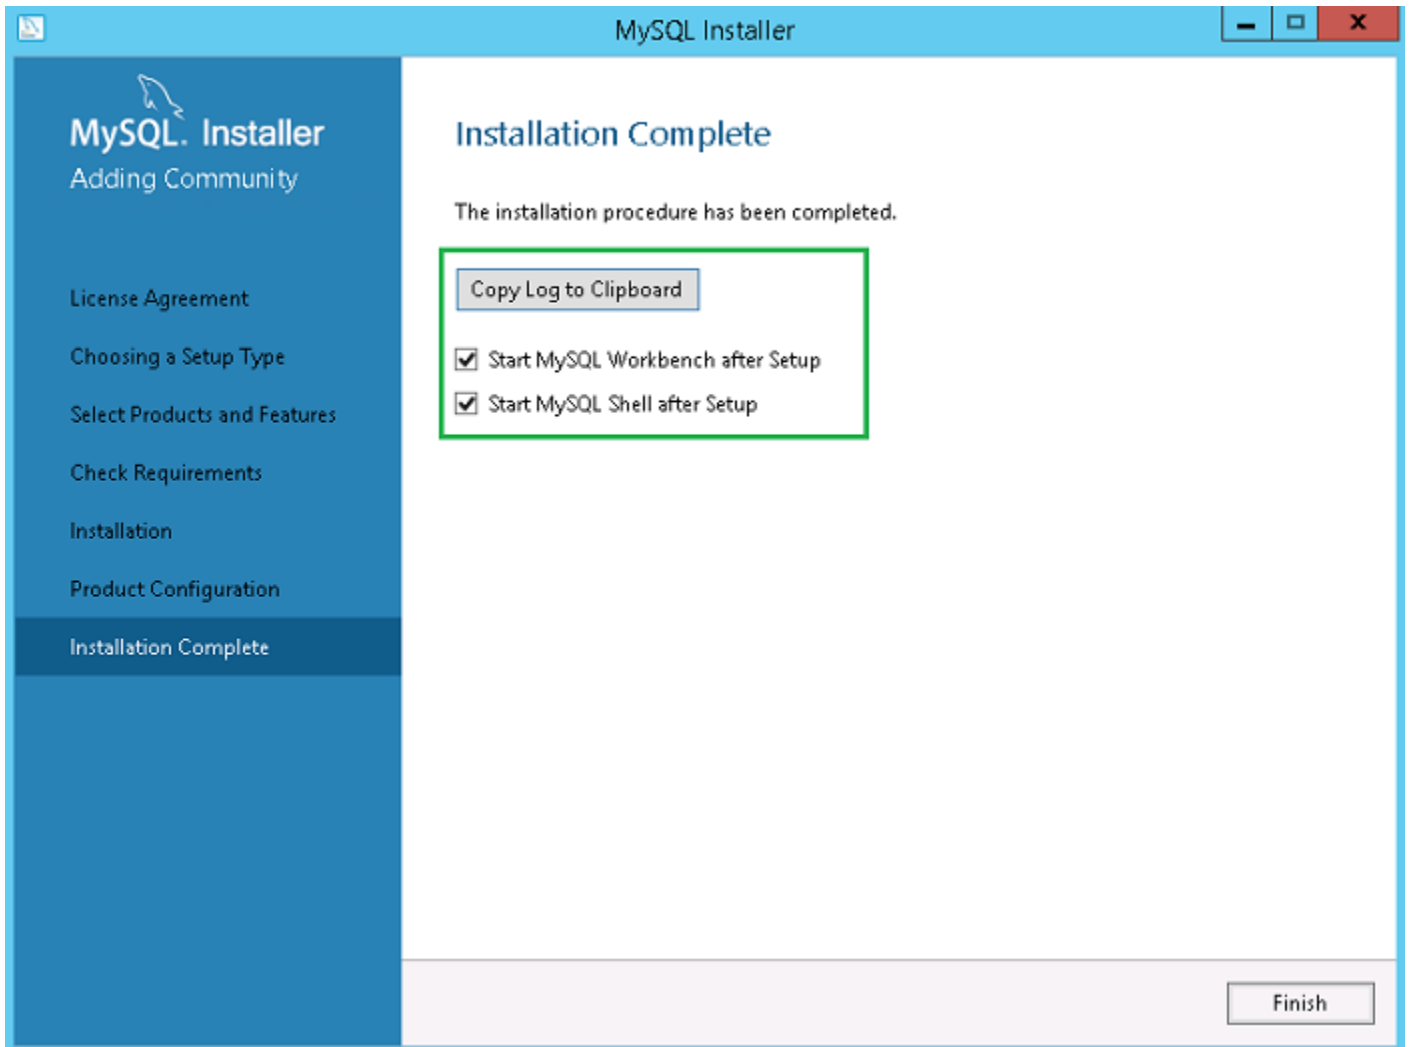 MySQL Installer
MySQL. Installer
Adding Community
License Agreement
Choosing a Setup Type
Select Products and Features
Check Requirements
Installation
Product Configuration
Installation Complete
Installation Complete
The installation procedure has been completed.
Copy Log to Clipboard
Start MySQL Workbench after Setup
Start MySQL Shell after Setup
Finish